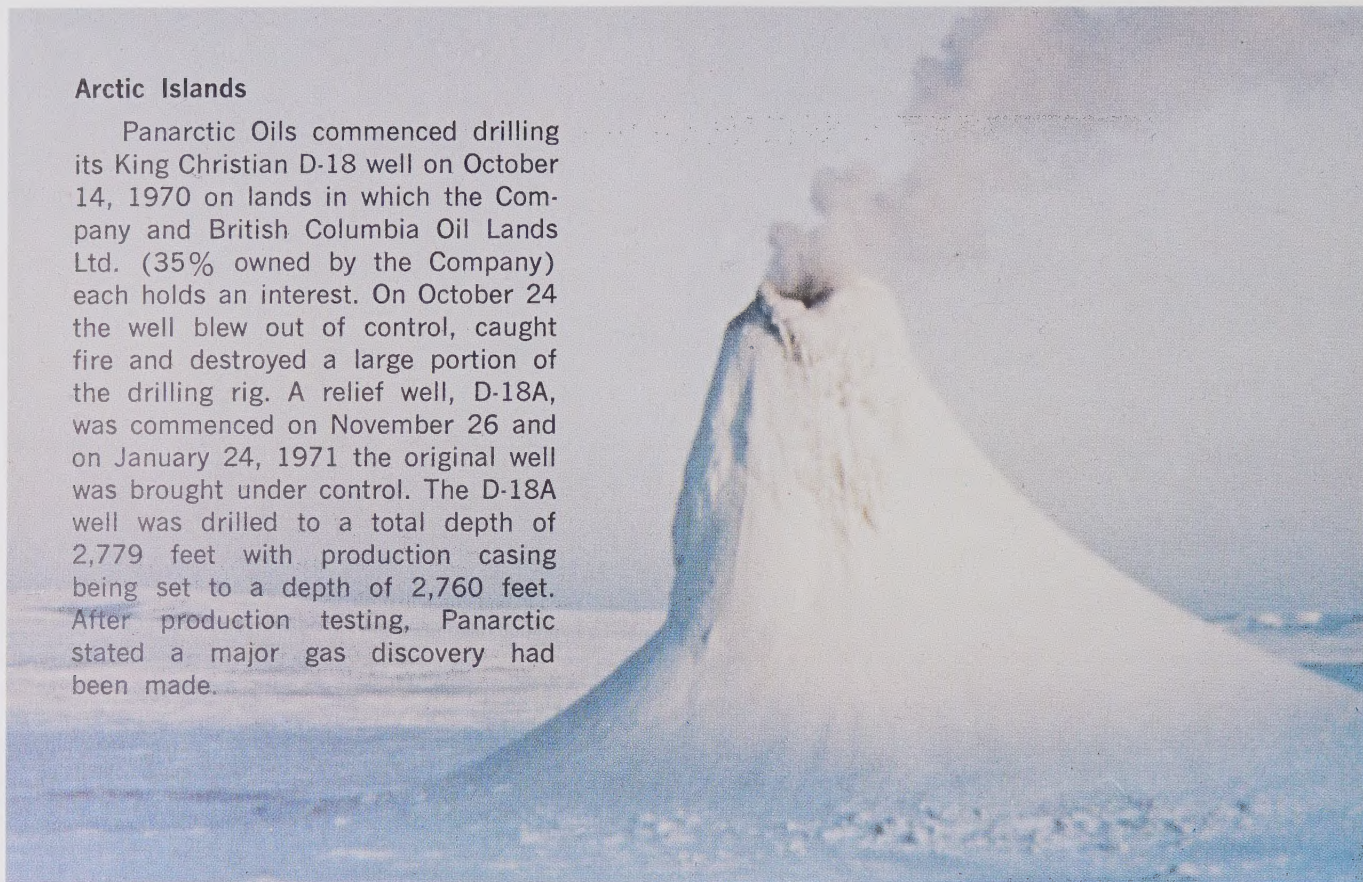 Arctic Islands
Panarctic Oils commenced drilling
its King Christian D-18 well on October
14, 1970 on lands in which the Com-
pany and British Columbia Oil Lands
Ltd. (35% owned by the Company)
each holds an interest. On October 24
the well blew out of control, caught
fire and destroyed a large portion of
the drilling rig. A relief well, D-18A,
was commenced on November 26 and
on January 24, 1971 the original well
was brought under control. The D-18A
well was drilled to a total depth of
2,779 feet with production casing
being set to a depth of 2,760 feet.
After production testing, Panarctic
stated a major gas discovery had
been made.